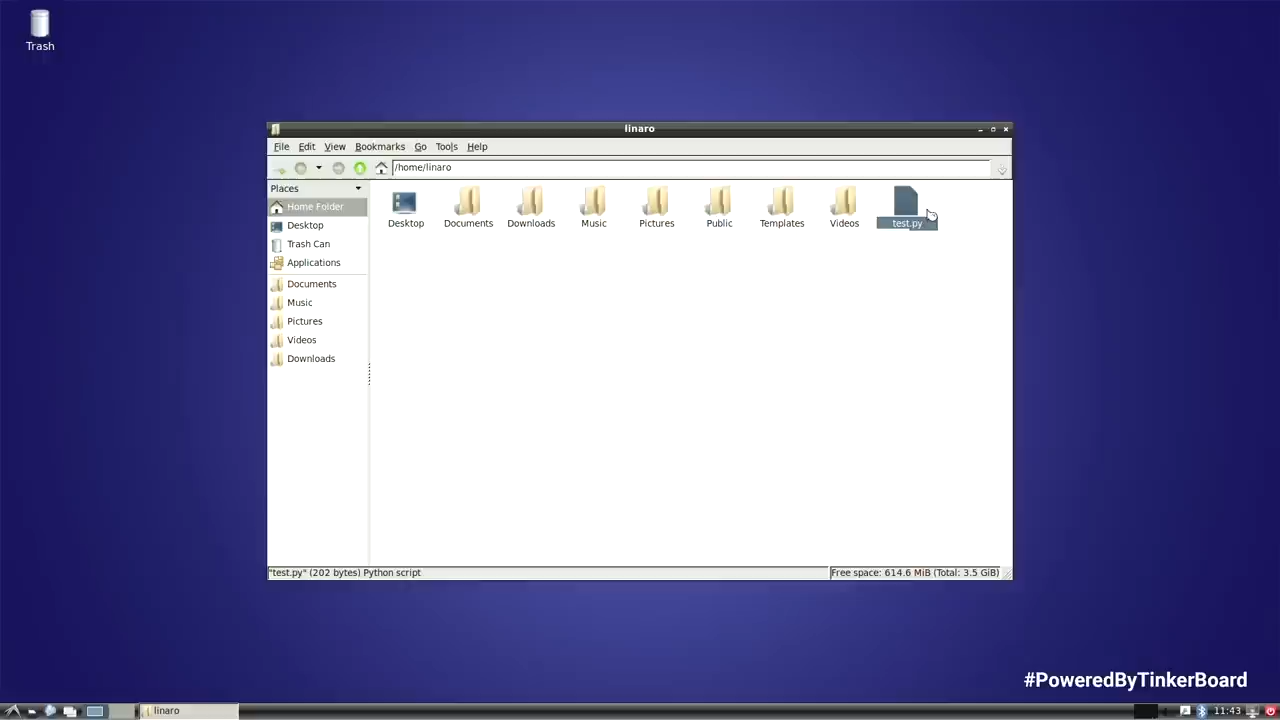 Trash
linaro
File Edit View Bookmarks Go Tools Help
/home/linaro
Places
Home Folder
Desktop
Trash Can
Applications
Documents
Music
Pictures
Videos
Downloads
Desktop Documents Downloads Music Pictures Public Templates Videos test.py
"test.py" (202 bytes) Python script Free space: 614.6 MiB (Total: 3.5 GiB)
#PoweredByTinkerBoard
linaro 11:43